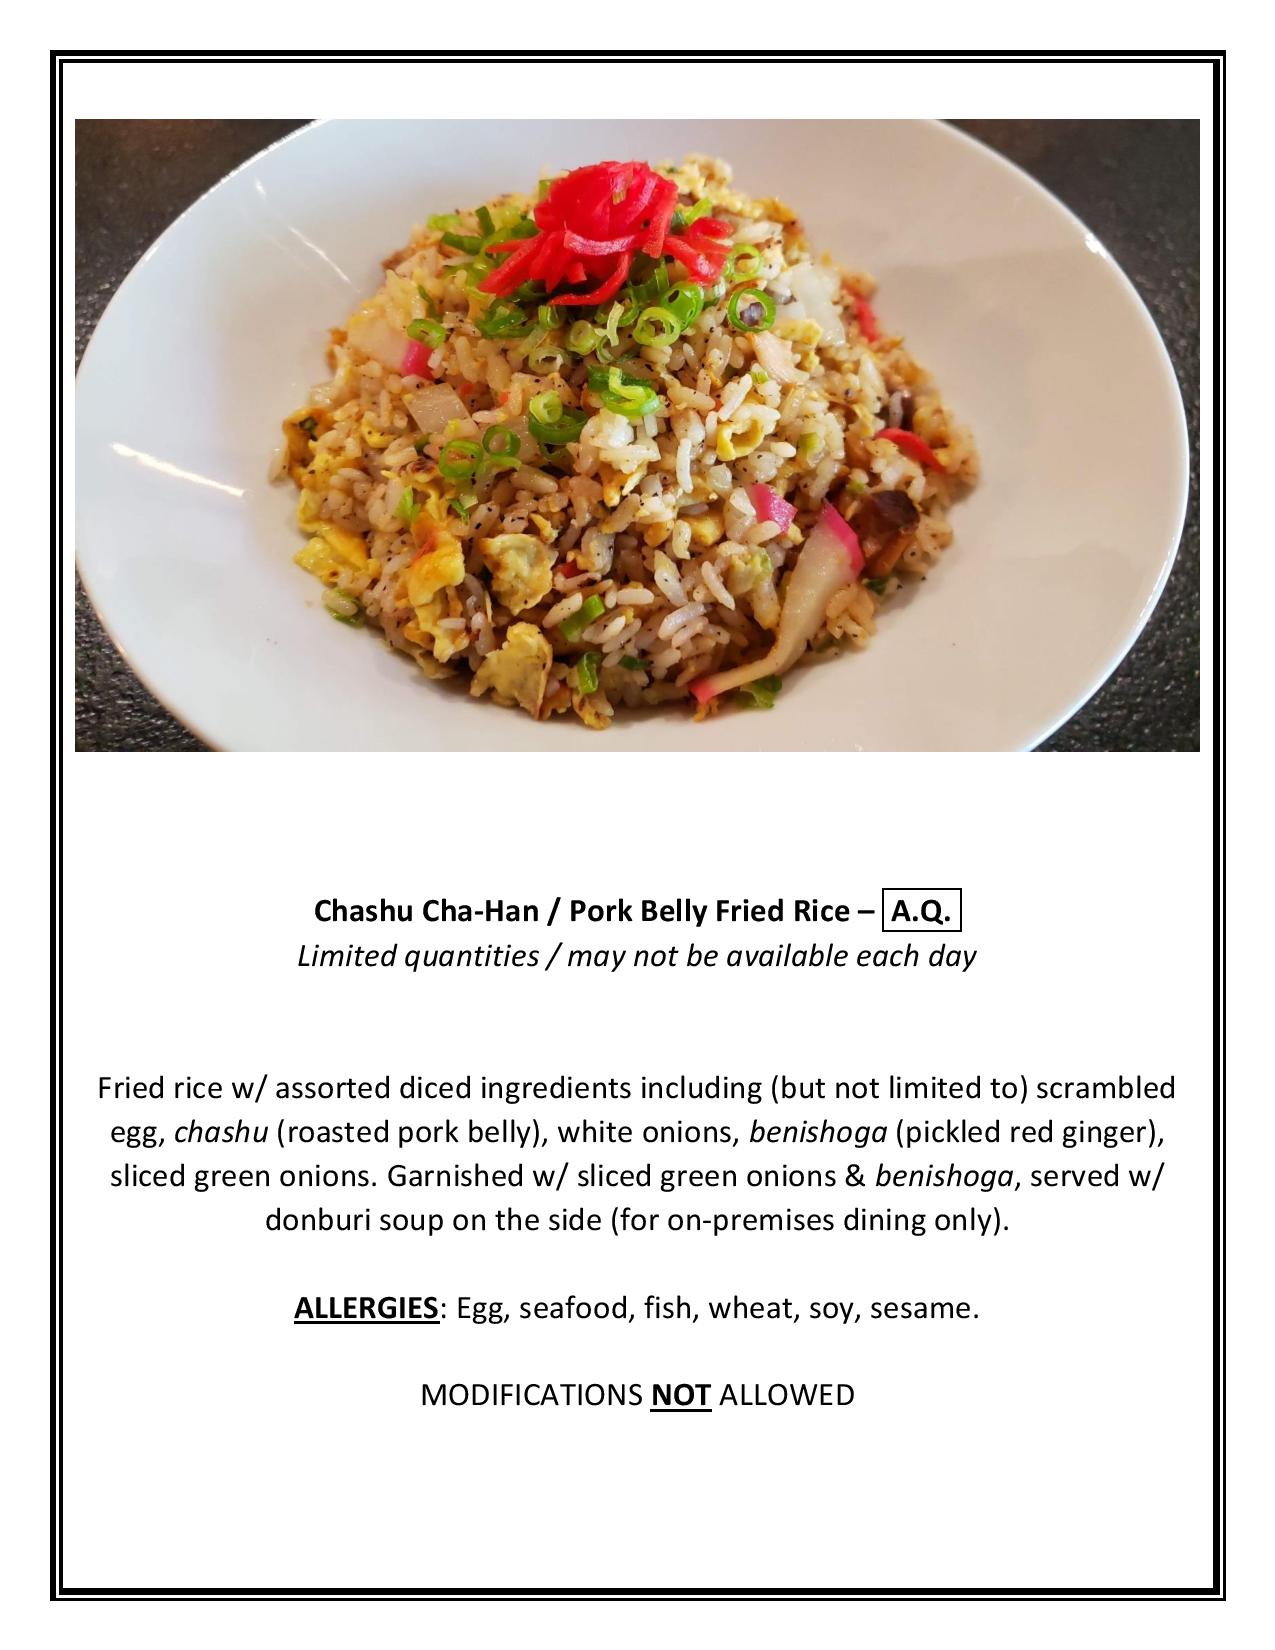 Chashu Cha-Han / Pork Belly Fried Rice – A.Q.
Limited quantities / may not be available each day
Fried rice w/ assorted diced ingredients including (but not limited to) scrambled
egg, chashu (roasted pork belly), white onions, benishoga (pickled red ginger),
sliced green onions. Garnished w/ sliced green onions & benishoga, served w/
donburi soup on the side (for on-premises dining only).
ALLERGIES: Egg, seafood, fish, wheat, soy, sesame.
MODIFICATIONS NOT ALLOWED